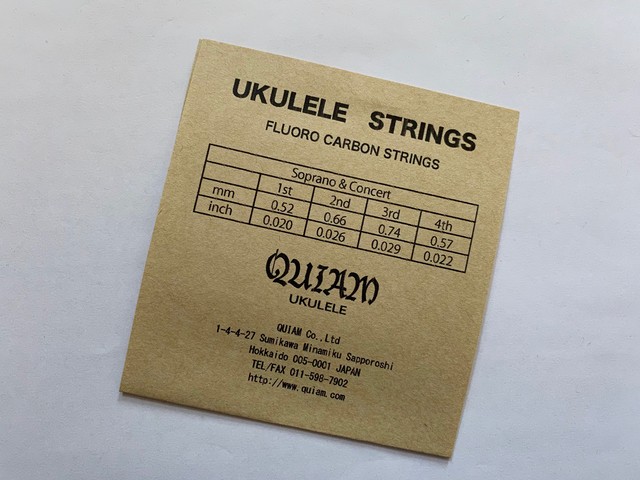 UKULELE STRINGS
FLUORO CARBON STRINGS
Soprano & Concert
1st 2nd 3rd 4th
mm 0.52 0.66 0.74 0.57
inch 0.020 0.026 0.029 0.022
QUIAM
UKULELE
QUIAM Co.,Ltd
1-4-4-27 Sumikawa Minamiku Sapporoshi
Hokkaido 005-0001 JAPAN
TEL/FAX 011-598-7902
http://www.quiam.com